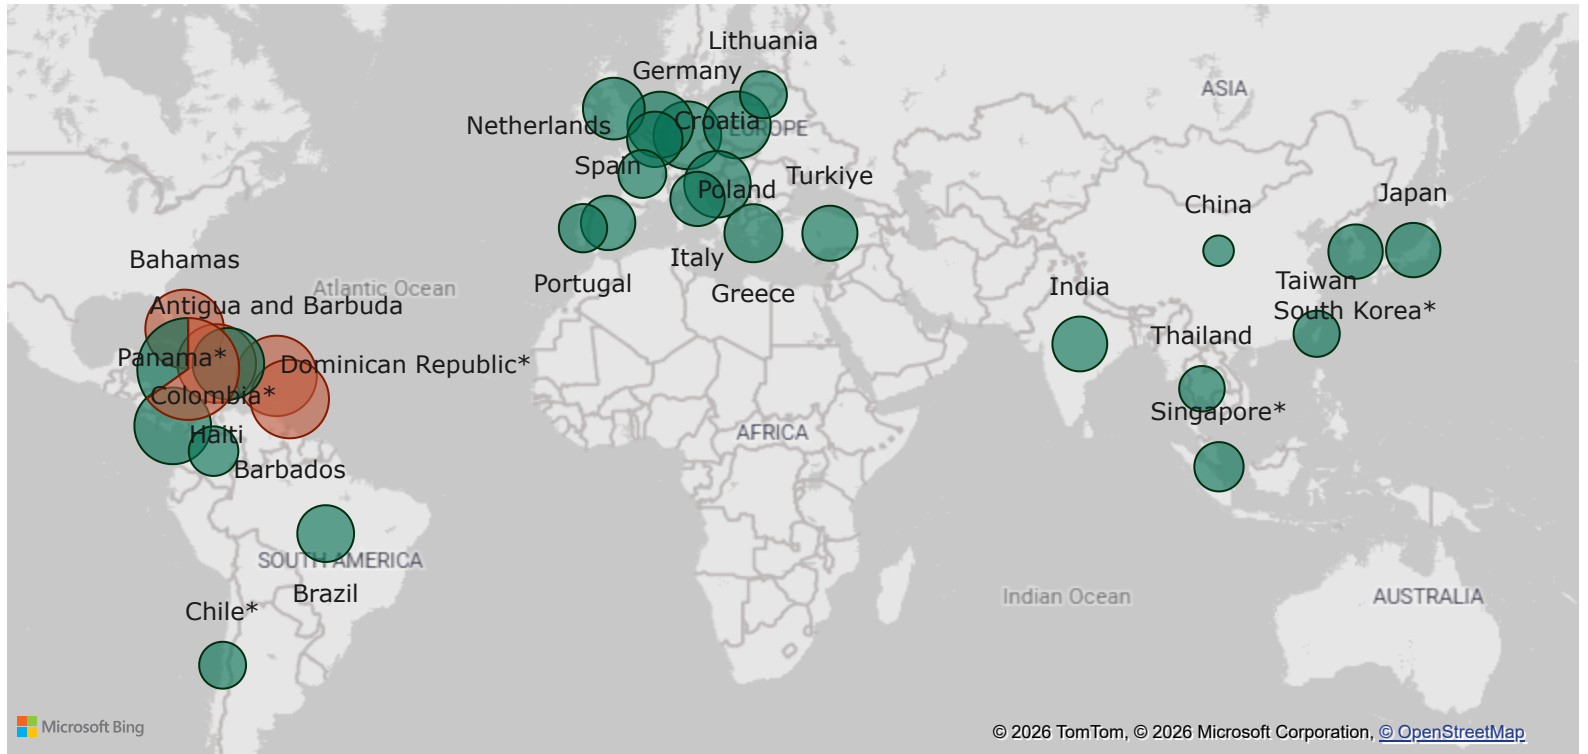 Lithuania
Germany
ASIA
Netherlands
Croatia
EUROPE
Spain
Poland
Turkiye
China
Japan
Bahamas
Italy
Portugal
Greece
India
Taiwan
Atlantic Ocean
Antigua and Barbuda
South Korea*
Thailand
Panama*
Dominican Republic*
Colombia*
Singapore*
Haiti
AFRICA
Barbados
SOUTH AMERICA
Brazil
Chile*
Indian Ocean
AUSTRALIA
Microsoft Bing
© 2026 TomTom, © 2026 Microsoft Corporation, © OpenStreetMap